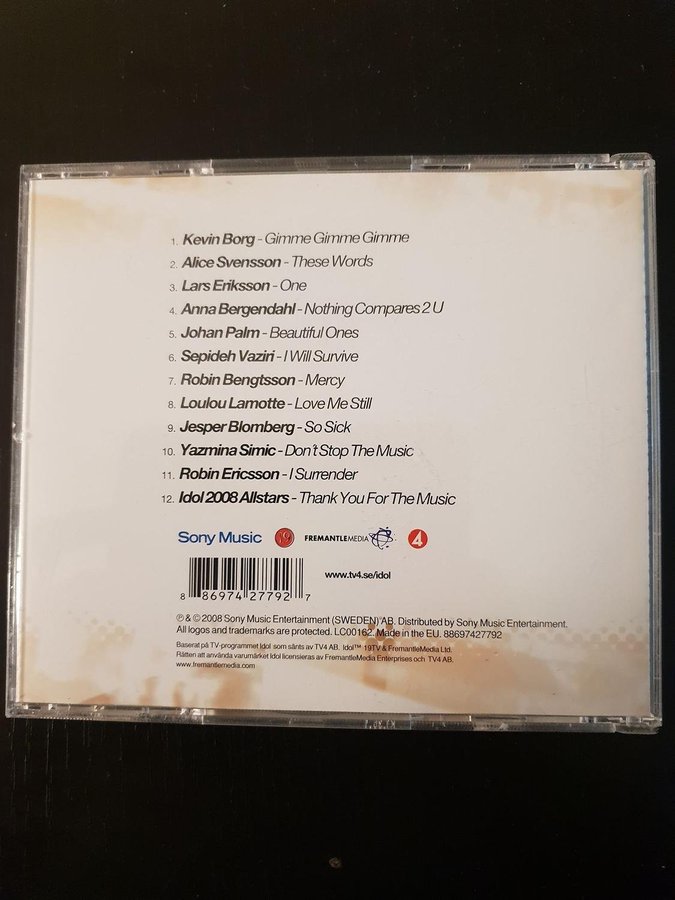 1. Kevin Borg - Gimme Gimme Gimme
2. Alice Svensson - These Words
3. Lars Eriksson - One
4. Anna Bergendahl - Nothing Compares 2 U
5. Johan Palm - Beautiful Ones
6. Sepideh Vaziri - I Will Survive
7. Robin Bengtsson - Mercy
8. Loulou Lamotte - Love Me Still
9. Jesper Blomberg - So Sick
10. Yazmina Simic - Don't Stop The Music
11. Robin Ericsson - I Surrender
12. Idol 2008 Allstars - Thank You For The Music
Sony Music 19 FREMANTLEMEDIA 4
www.tv4.se/idol
8 86974 27792 7
℗ & © 2008 Sony Music Entertainment (SWEDEN) AB. Distributed by Sony Music Entertainment.
All logos and trademarks are protected. LC00162. Made in the EU. 88697427792
Baserat på TV-programmet Idol som sänts av TV4 AB. Idol™ 19TV & FremantleMedia Ltd.
Rätten att använda varumärket Idol licensieras av FremantleMedia Enterprises och TV4 AB.
www.fremantlemedia.com